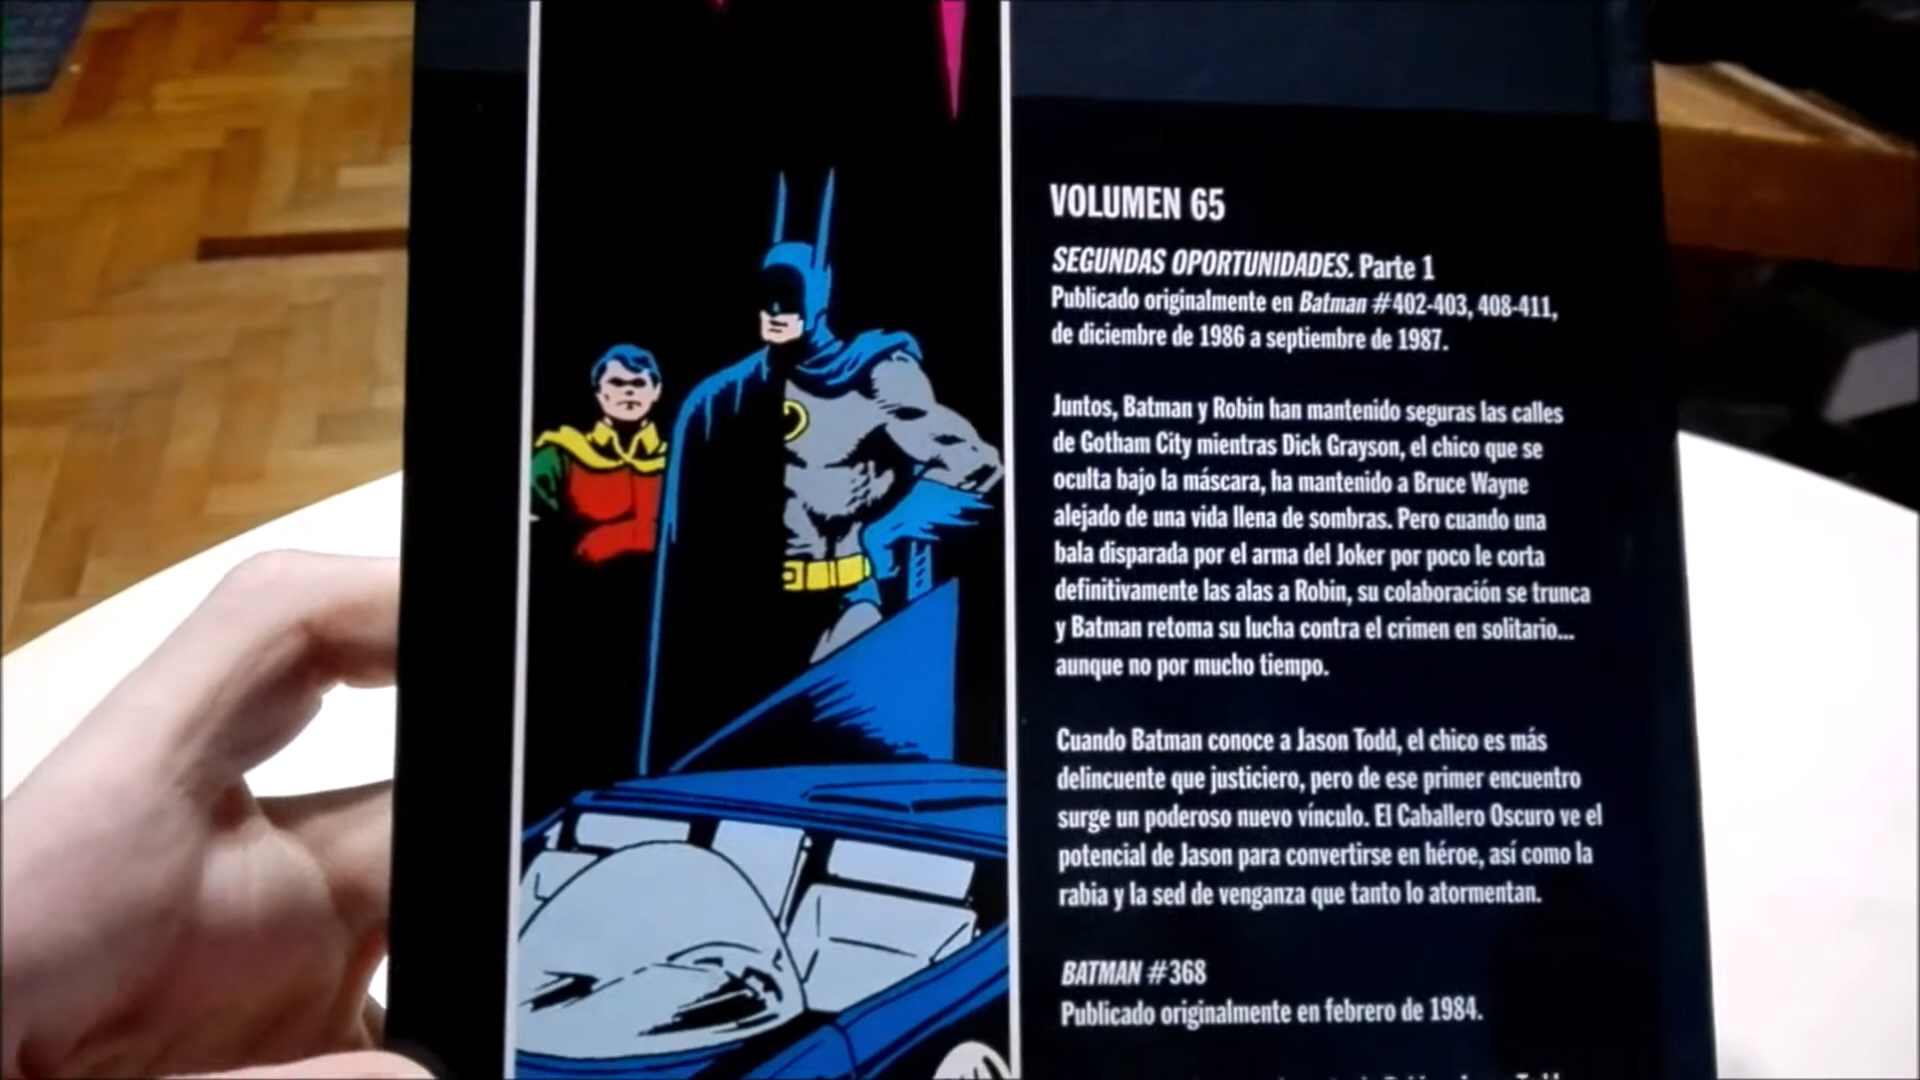 VOLUMEN 65
SEGUNDAS OPORTUNIDADES. Parte 1
Publicado originalmente en Batman #402-403, 408-411,
de diciembre de 1986 a septiembre de 1987.
Juntos, Batman y Robin han mantenido seguras las calles
de Gotham City mientras Dick Grayson, el chico que se
oculta bajo la máscara, ha mantenido a Bruce Wayne
alejado de una vida llena de sombras. Pero cuando una
bala disparada por el arma del Joker por poco le corta
definitivamente las alas a Robin, su colaboración se trunca
y Batman retoma su lucha contra el crimen en solitario...
aunque no por mucho tiempo.
Cuando Batman conoce a Jason Todd, el chico es más
delincuente que justiciero, pero de ese primer encuentro
surge un poderoso nuevo vínculo. El Caballero Oscuro ve el
potencial de Jason para convertirse en héroe, así como la
rabia y la sed de venganza que tanto lo atormentan.
BATMAN #368
Publicado originalmente en febrero de 1984.